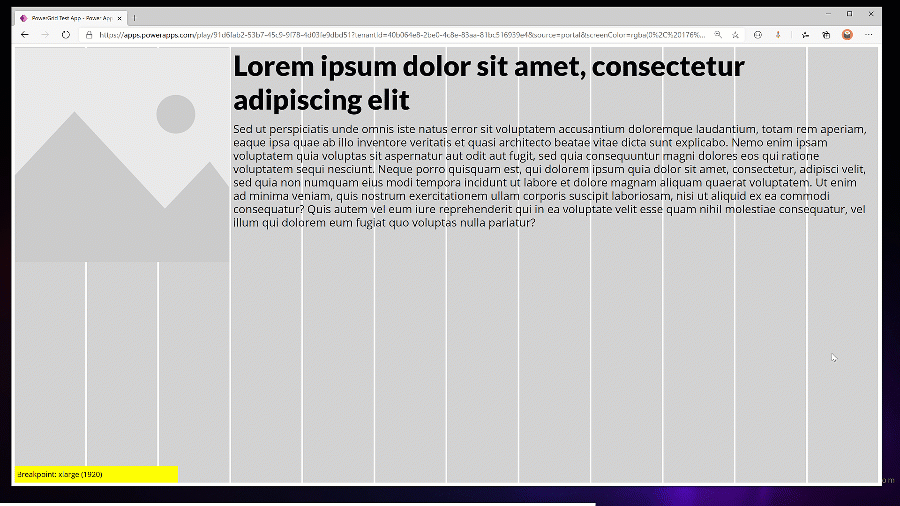 PowerGrid Test App - Power App
https://apps.powerapps.com/play/91d6fab2-53b7-45c9-9f78-4d03fe9dbd51?tenantId=40b064e8-2be0-4c8e-83aa-81bc516939e4&source=portal&screenColor=rgba(0%2C%20176%...
Lorem ipsum dolor sit amet, consectetur
adipiscing elit
Sed ut perspiciatis unde omnis iste natus error sit voluptatem accusantium doloremque laudantium, totam rem aperiam,
eaque ipsa quae ab illo inventore veritatis et quasi architecto beatae vitae dicta sunt explicabo. Nemo enim ipsam
voluptatem quia voluptas sit aspernatur aut odit aut fugit, sed quia consequuntur magni dolores eos qui ratione
voluptatem sequi nesciunt. Neque porro quisquam est, qui dolorem ipsum quia dolor sit amet, consectetur, adipisci velit,
sed quia non numquam eius modi tempora incidunt ut labore et dolore magnam aliquam quaerat voluptatem. Ut enim
ad minima veniam, quis nostrum exercitationem ullam corporis suscipit laboriosam, nisi ut aliquid ex ea commodi
consequatur? Quis autem vel eum iure reprehenderit qui in ea voluptate velit esse quam nihil molestiae consequatur, vel
illum qui dolorem eum fugiat quo voluptas nulla pariatur?
Breakpoint: xlarge (1920)